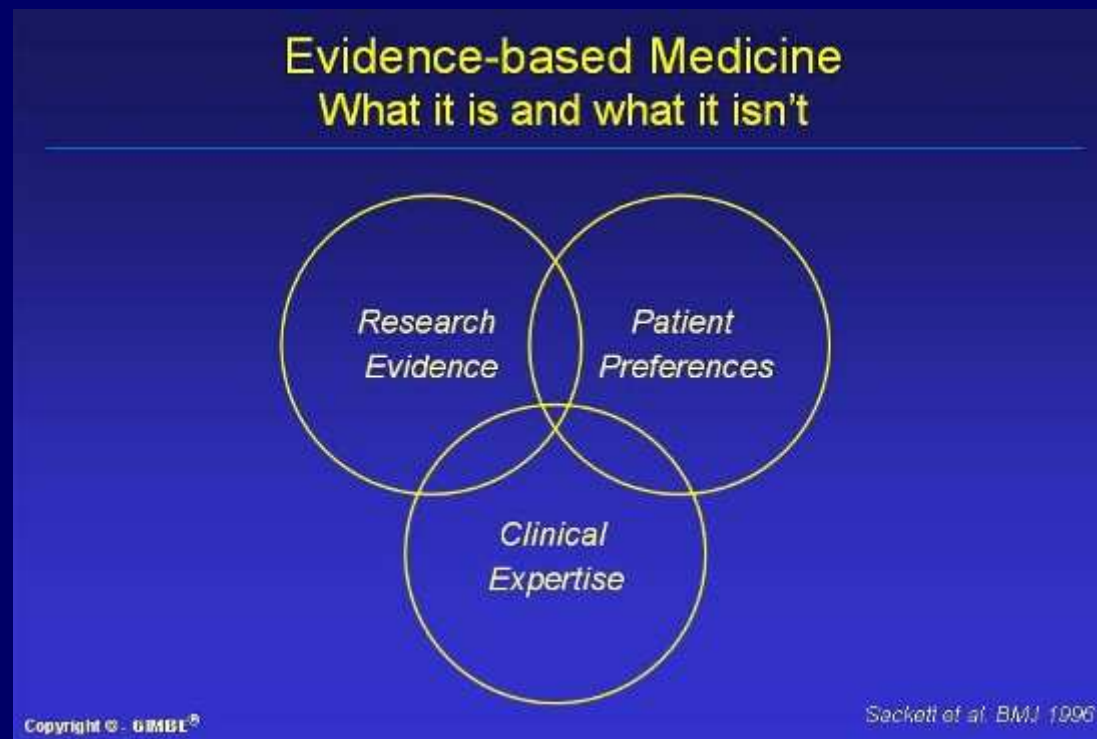 Evidence-based Medicine
What it is and what it isn't
Research
Evidence
Patient
Preferences
Clinical
Expertise
Copyright © - GIMBE®
Sackett et al. BMJ 1996